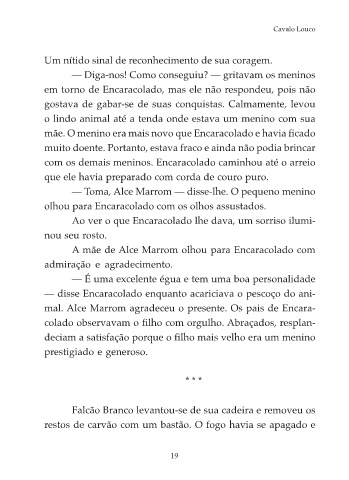 Cavalo Louco
Um nítido sinal de reconhecimento de sua coragem.
— Diga-nos! Como conseguiu? — gritavam os meninos
em torno de Encaracolado, mas ele não respondeu, pois não
gostava de gabar-se de suas conquistas. Calmamente, levou
o lindo animal até a tenda onde estava um menino com sua
mãe. O menino era mais novo que Encaracolado e havia ficado
muito doente. Portanto, estava fraco e ainda não podia brincar
com os demais meninos. Encaracolado caminhou até o arreio
que ele havia preparado com corda de couro puro.
— Toma, Alce Marrom — disse-lhe. O pequeno menino
olhou para Encaracolado com os olhos assustados.
Ao ver o que Encaracolado lhe dava, um sorriso ilumi-
nou seu rosto.
A mãe de Alce Marrom olhou para Encaracolado com
admiração e agradecimento.
— É uma excelente égua e tem uma boa personalidade
— disse Encaracolado enquanto acariciava o pescoço do ani-
mal. Alce Marrom agradeceu o presente. Os pais de Encara-
colado observavam o filho com orgulho. Abraçados, resplan-
deciam a satisfação porque o filho mais velho era um menino
prestigiado e generoso.
* * *
Falcão Branco levantou-se de sua cadeira e removeu os
restos de carvão com um bastão. O fogo havia se apagado e
19